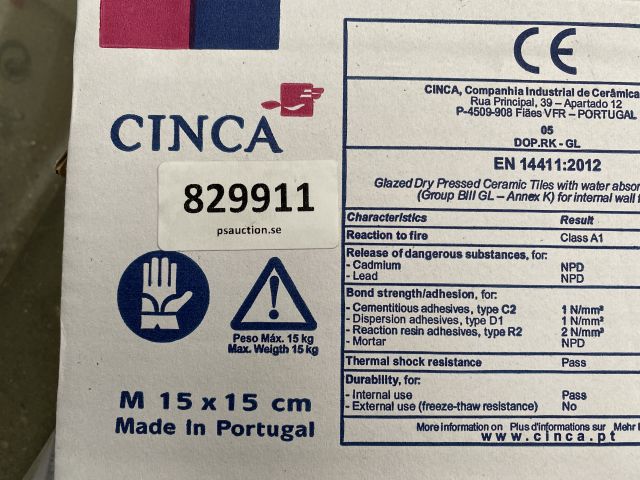 CE
CINCA, Companhia Industrial de Cerâmica
Rua Principal, 39 – Apartado 12
P-4509-908 Fiães VFR – PORTUGAL
05
DOP.RK - GL
EN 14411:2012
Glazed Dry Pressed Ceramic Tiles with water absor
(Group BIII GL – Annex K) for internal wall f
Characteristics Result
Reaction to fire Class A1
Release of dangerous substances, for:
- Cadmium NPD
- Lead NPD
Bond strength/adhesion, for:
- Cementitious adhesives, type C2 1 N/mm²
- Dispersion adhesives, type D1 1 N/mm²
- Reaction resin adhesives, type R2 2 N/mm²
- Mortar NPD
Thermal shock resistance Pass
Durability, for:
- Internal use Pass
- External use (freeze-thaw resistance) No
More information on Plus d'informations sur Mehr
www.cinca.pt
CINCA
829911
psauction.se
Peso Máx. 15 kg
Max. Weigth 15 kg
M 15 x 15 cm
Made in Portugal